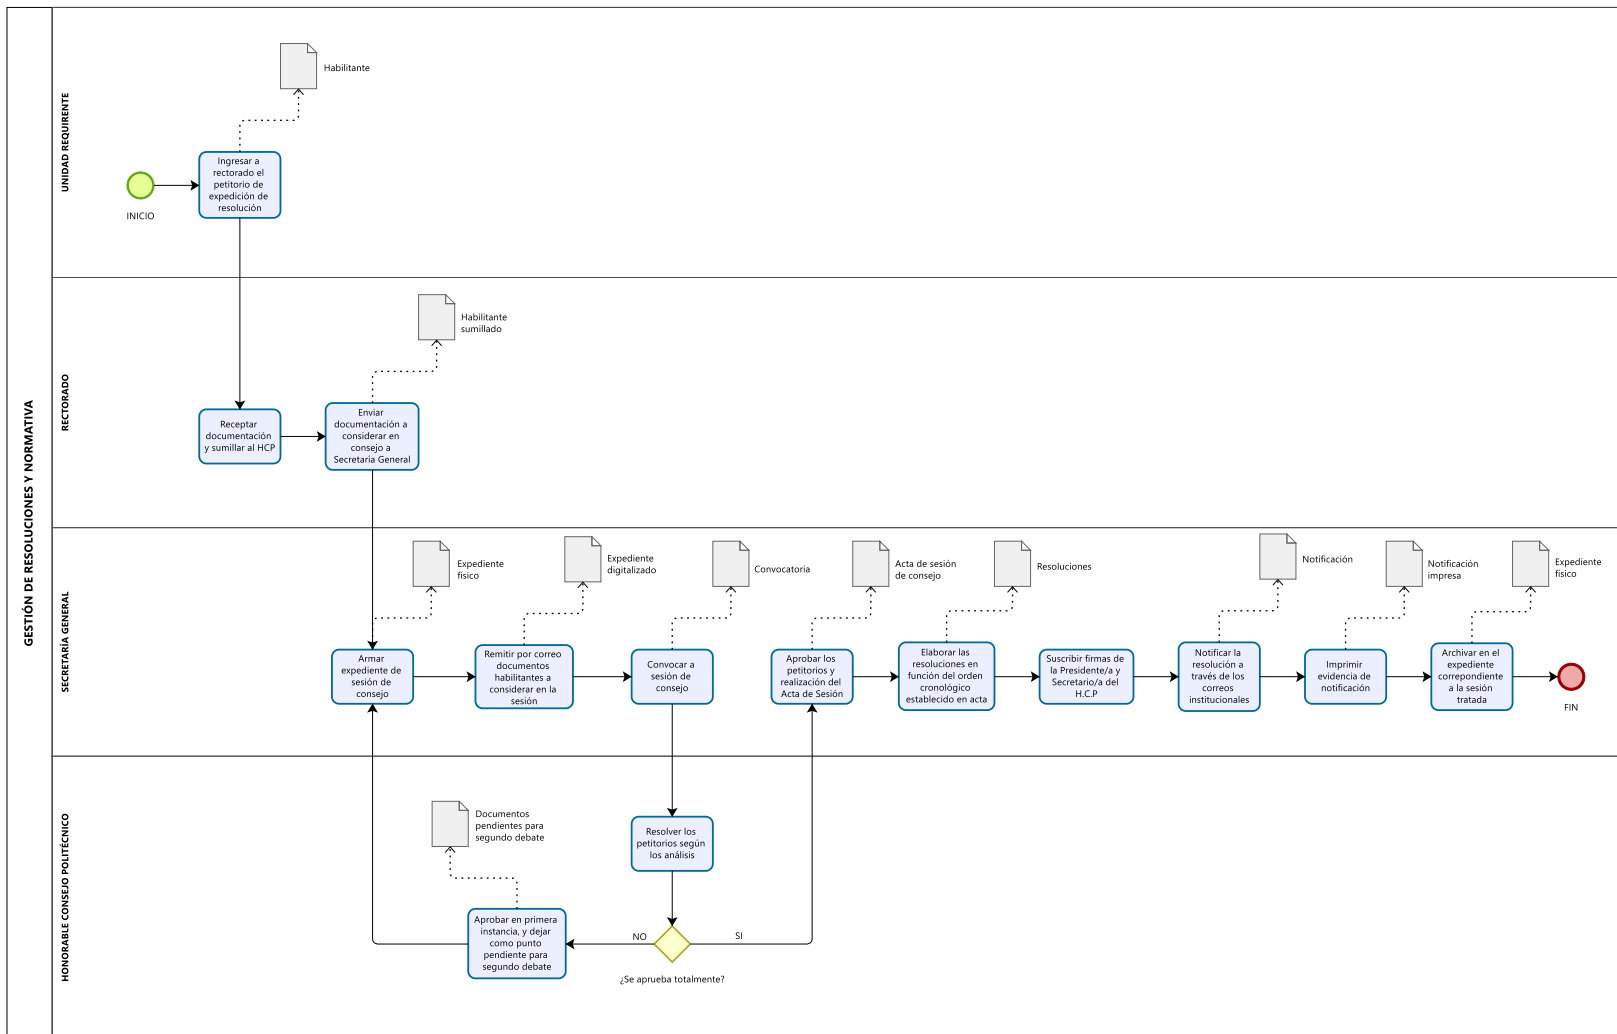 GESTIÓN DE RESOLUCIONES Y NORMATIVA
UNIDAD REQUIRENTE
Habilitante
INICIO
Ingresar a
rectorado el
petitorio de
expedición de
resolución
RECTORADO
Habilitante
sumillado
Receptar
documentación
y sumillar al HCP
Enviar
documentación a
considerar en
consejo a
Secretaría General
SECRETARÍA GENERAL
Expediente
físico
Expediente
digitalizado
Convocatoria
Acta de sesión
de consejo
Resoluciones
Notificación
Notificación
impresa
Expediente
físico
Armar
expediente de
sesión de
consejo
Remitir por correo
documentos
habilitantes a
considerar en la
sesión
Convocar a
sesión de
consejo
Aprobar los
petitorios y
realización del
Acta de Sesión
Elaborar las
resoluciones en
función del orden
cronológico
establecido en acta
Suscribir firmas de
la Presidente/a y
Secretario/a del
H.C.P
Notificar la
resolución a
través de los
correos
institucionales
Imprimir
evidencia de
notificación
Archivar en el
expediente
correpondiente
a la sesión
tratada
FIN
HONORABLE CONSEJO POLITÉCNICO
Documentos
pendientes para
segundo debate
Resolver los
petitorios según
los análisis
Aprobar en primera
instancia, y dejar
como punto
pendiente para
segundo debate
NO
SI
¿Se aprueba totalmente?